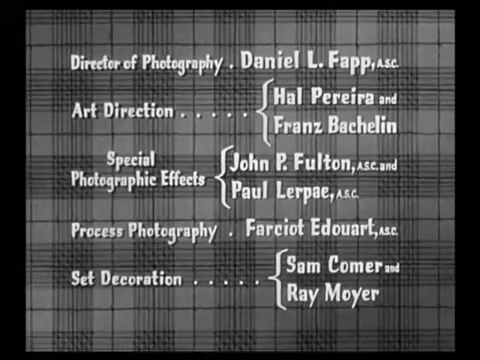 Director of Photography . Daniel L. Fapp, A.S.C.
Art Direction . . . . . { Hal Pereira and
Franz Bachelin
Special
Photographic Effects { John P. Fulton, A.S.C. and
Paul Lerpae, A.S.C.
Process Photography . Farciot Edouart, A.S.C.
Set Decoration . . . . . { Sam Comer and
Ray Moyer